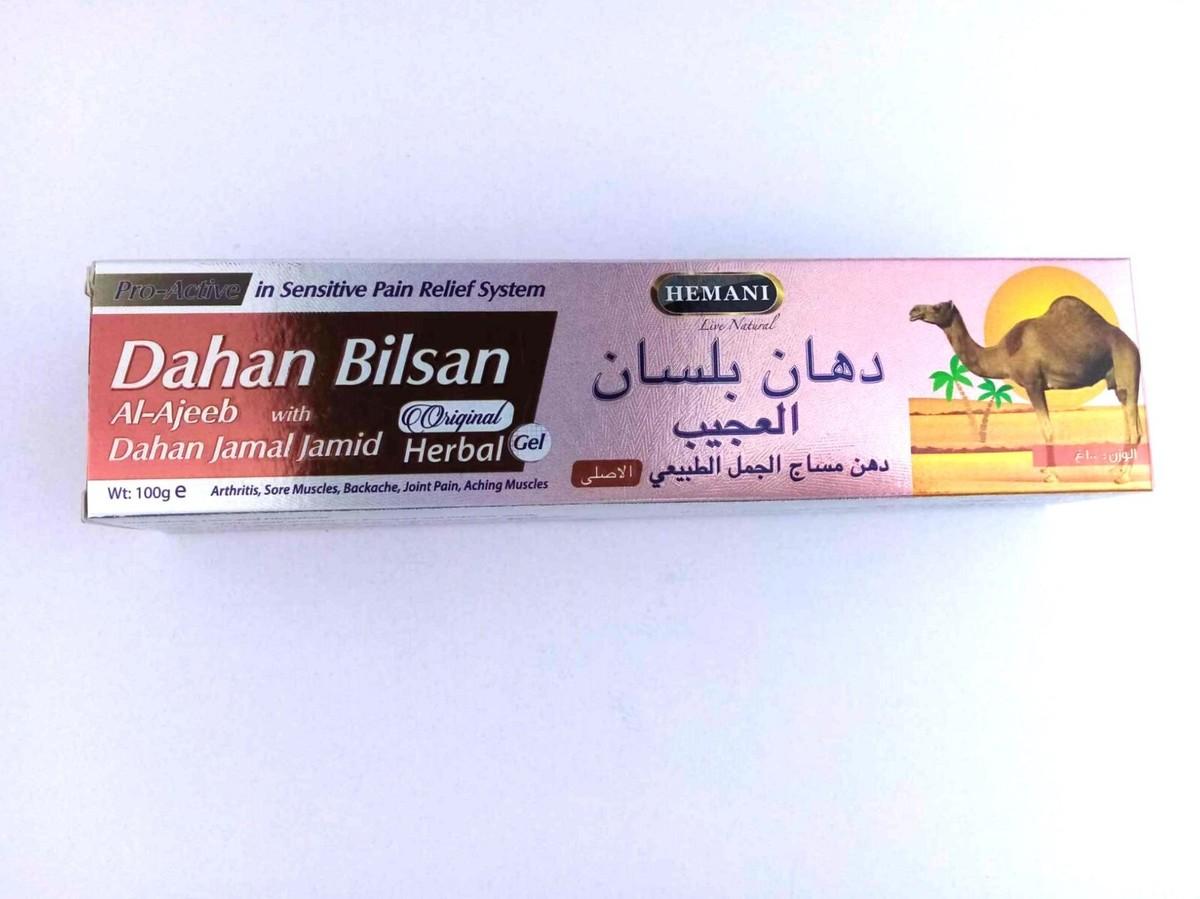 Pro-Active in Sensitive Pain Relief System
Dahan Bilsan
Al-Ajeeb with
Dahan Jamal Jamid
Original
Herbal Gel
Wt: 100g e
Arthritis, Sore Muscles, Backache, Joint Pain, Aching Muscles
HEMANI
Live Natural
دهان بلسان
العجيب
دهن مساج الجمل الطبيعي الاصلى
الوزن: ١٠٠غ